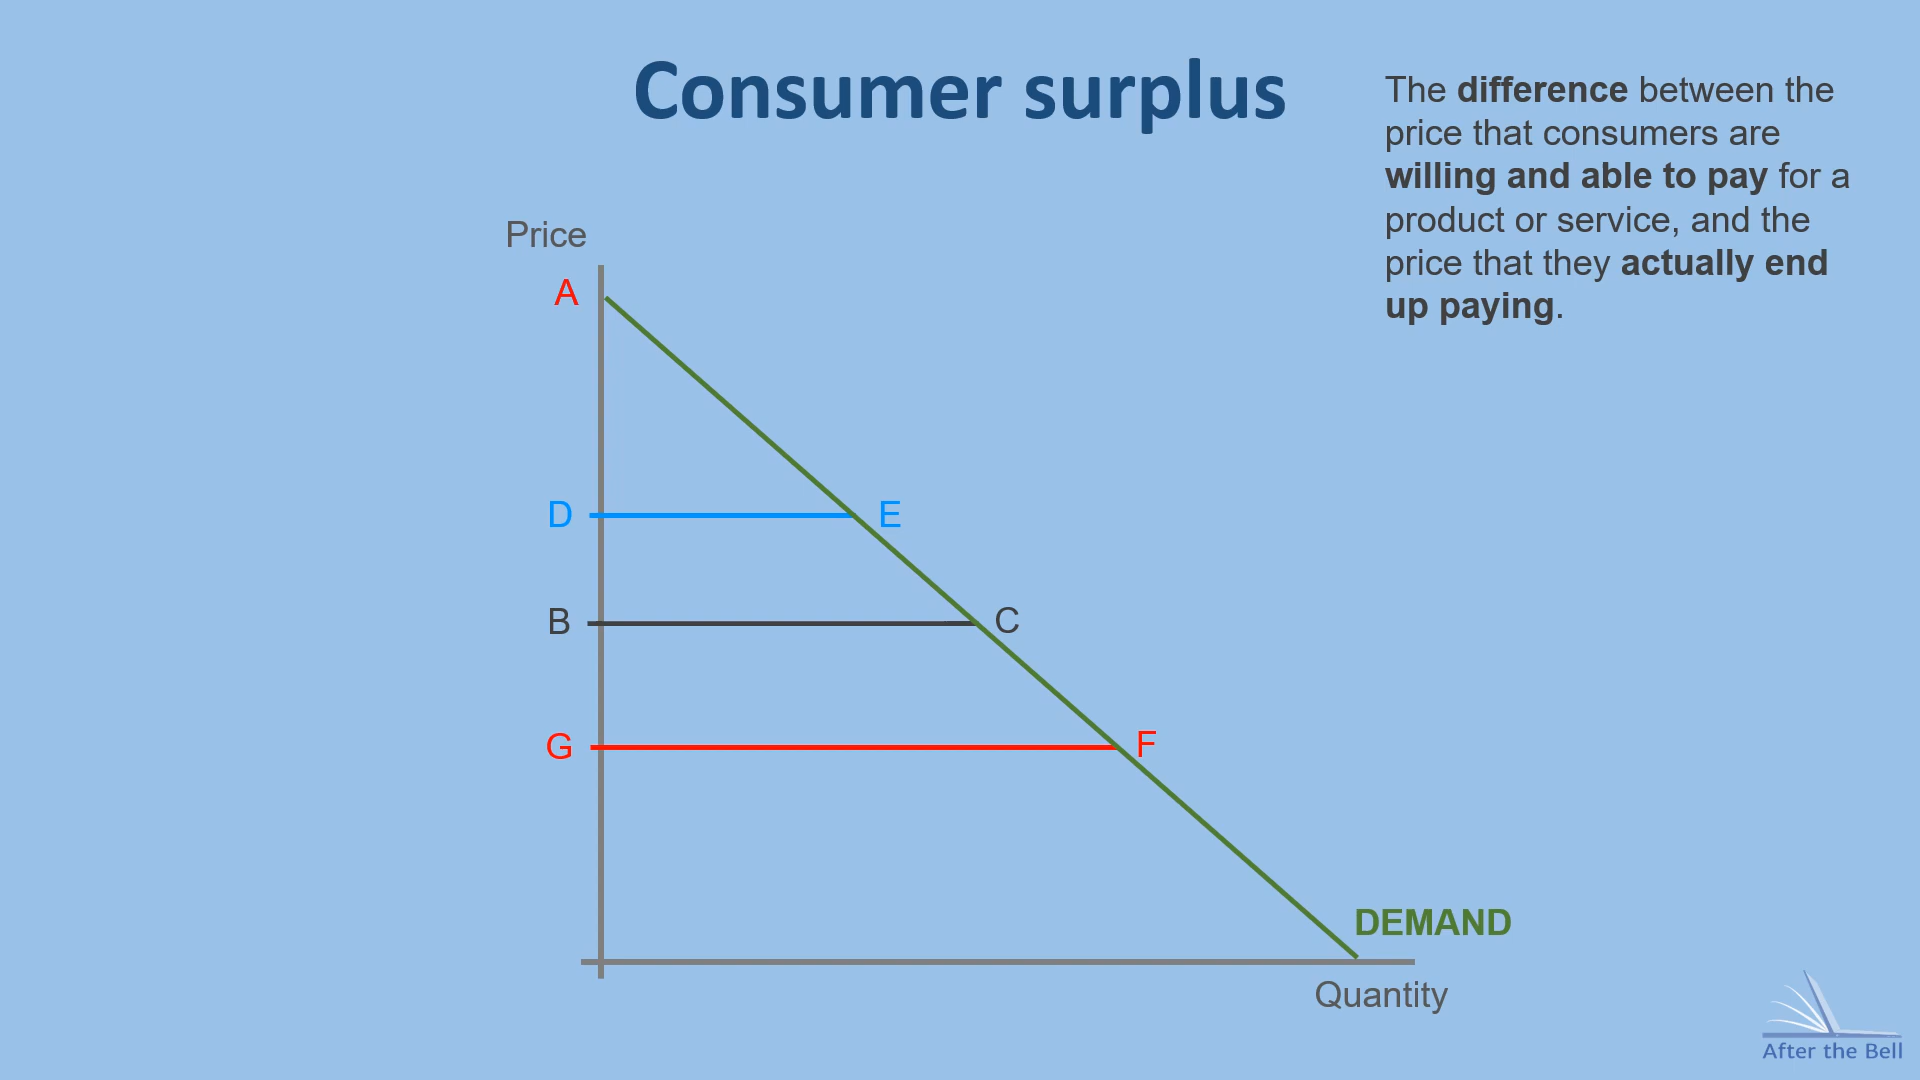 Consumer surplus
The difference between the
price that consumers are
willing and able to pay for a
product or service, and the
price that they actually end
up paying.
Price
A
D
E
B
C
G
F
DEMAND
Quantity
After the Bell